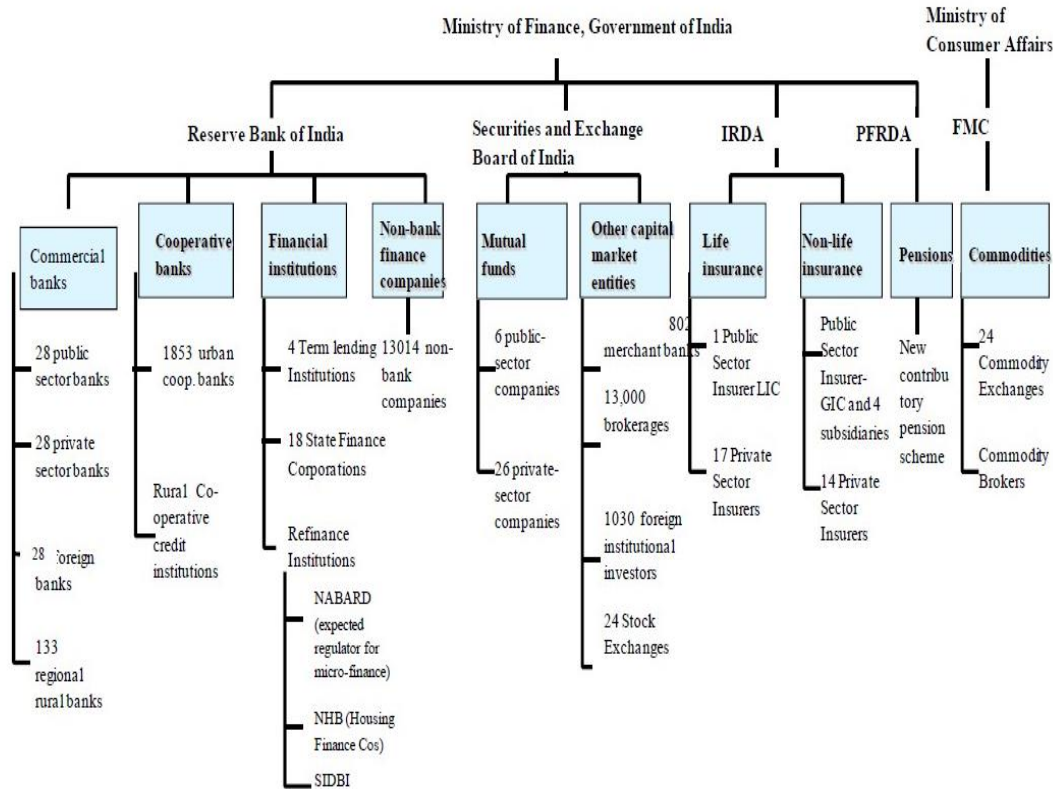 Ministry of Finance, Government of India
Ministry of
Consumer Affairs
Reserve Bank of India
Securities and Exchange
Board of India
IRDA
PFRDA
FMC
Commercial
banks
Cooperative
banks
Financial
institutions
Non-bank
finance
companies
Mutual
funds
Other capital
market
entities
Life
insurance
Non-life
insurance
Pensions
Commodities
28 public
sector banks
28 private
sector banks
28 foreign
banks
133
regional
rural banks
1853 urban
coop. banks
Rural Co-
operative
credit
institutions
4 Term lending
Institutions
18 State Finance
Corporations
Refinance
Institutions
NABARD
(expected
regulator for
micro-finance)
NHB (Housing
Finance Cos)
SIDBI
13014 non-
bank
companies
6 public-
sector
companies
26 private-
sector
companies
802
merchant banks
13,000
brokerages
1030 foreign
institutional
investors
24 Stock
Exchanges
1 Public
Sector
Insurer LIC
17 Private
Sector
Insurers
Public
Sector
Insurer-
GIC and 4
subsidiaries
14 Private
Sector
Insurers
New
contribu
tory
pension
scheme
24
Commodity
Exchanges
Commodity
Brokers